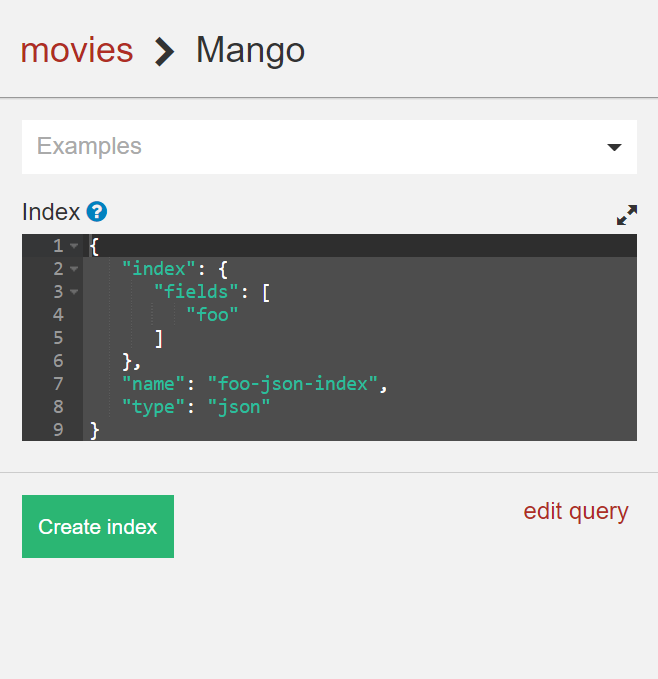 movies > Mango
Examples
Index ?
1 {
2 "index": {
3 "fields": [
4 "foo"
5 ]
6 },
7 "name": "foo-json-index",
8 "type": "json"
9 }
Create index
edit query